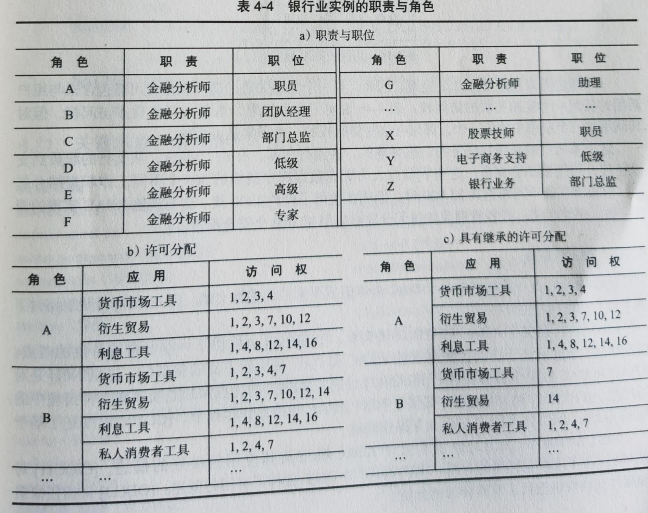 表 4-4 银行业实例的职责与角色
a）职责与职位
角 色 职 责 职 位 角 色 职 责 职 位
A 金融分析师 职员 G 金融分析师 助理
B 金融分析师 团队经理 … … …
C 金融分析师 部门总监 X 股票技师 职员
D 金融分析师 低级 Y 电子商务支持 低级
E 金融分析师 高级 Z 银行业务 部门总监
F 金融分析师 专家
b）许可分配
角 色 应 用 访 问 权
A 货币市场工具 1, 2, 3, 4
衍生贸易 1, 2, 3, 7, 10, 12
利息工具 1, 4, 8, 12, 14, 16
B 货币市场工具 1, 2, 3, 4, 7
衍生贸易 1, 2, 3, 7, 10, 12, 14
利息工具 1, 4, 8, 12, 14, 16
私人消费者工具 1, 2, 4, 7
… … …
c）具有继承的许可分配
角 色 应 用 访 问 权
A 货币市场工具 1, 2, 3, 4
衍生贸易 1, 2, 3, 7, 10, 12
利息工具 1, 4, 8, 12, 14, 16
B 货币市场工具 7
衍生贸易 14
私人消费者工具 1, 2, 4, 7
… … …